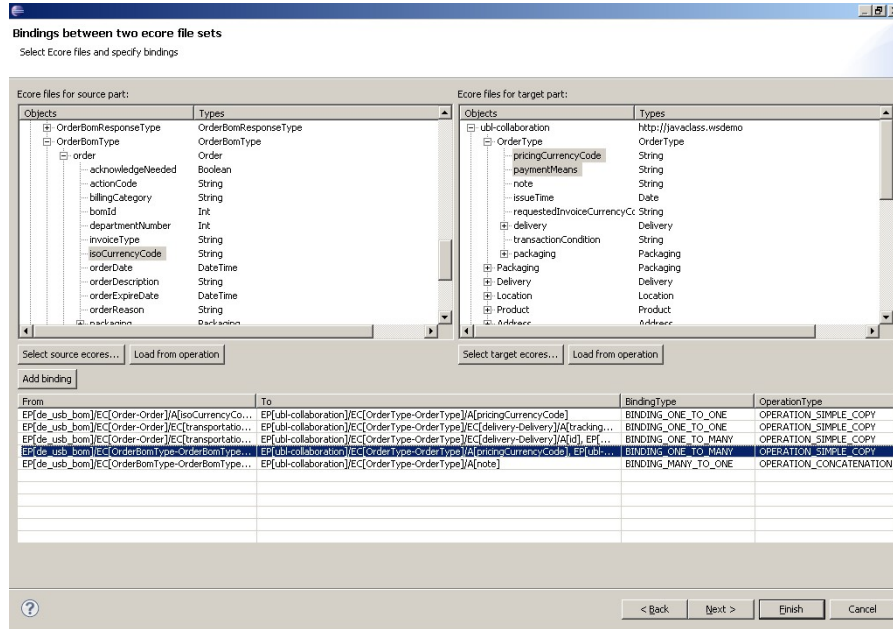 Bindings between two ecore file sets
Select Ecore files and specify bindings
Ecore files for source part:
Objects Types
OrderBomResponseType OrderBomResponseType
OrderBomType OrderBomType
order Order
acknowledgeNeeded Boolean
actionCode String
billingCategory String
bomId Int
departmentNumber Int
invoiceType String
isoCurrencyCode String
orderDate DateTime
orderDescription String
orderExpireDate DateTime
orderReason String
packaging Packaging
Select source ecores... Load from operation
Ecore files for target part:
Objects Types
ubl-collaboration http://javaclass.wsdemo
OrderType OrderType
pricingCurrencyCode String
paymentMeans String
note String
issueTime Date
requestedInvoiceCurrencyCc String
delivery Delivery
transactionCondition String
packaging Packaging
Packaging Packaging
Delivery Delivery
Location Location
Product Product
Address Address
Select target ecores... Load from operation
Add binding
From To BindingType OperationType
EP[de_usb_bom]/EC[Order-Order]/A[isoCurrencyCo... EP[ubl-collaboration]/EC[OrderType-OrderType]/A[pricingCurrencyCode] BINDING_ONE_TO_ONE OPERATION_SIMPLE_COPY
EP[de_usb_bom]/EC[Order-Order]/EC[transportatio... EP[ubl-collaboration]/EC[OrderType-OrderType]/EC[delivery-Delivery]/A[tracking... BINDING_ONE_TO_ONE OPERATION_SIMPLE_COPY
EP[de_usb_bom]/EC[Order-Order]/EC[transportatio... EP[ubl-collaboration]/EC[OrderType-OrderType]/EC[delivery-Delivery]/A[id], EP[... BINDING_ONE_TO_MANY OPERATION_SIMPLE_COPY
EP[de_usb_bom]/EC[OrderBomType-OrderBomType... EP[ubl-collaboration]/EC[OrderType-OrderType]/A[pricingCurrencyCode], EP[ubl-... BINDING_ONE_TO_MANY OPERATION_SIMPLE_COPY
EP[de_usb_bom]/EC[OrderBomType-OrderBomType... EP[ubl-collaboration]/EC[OrderType-OrderType]/A[note] BINDING_MANY_TO_ONE OPERATION_CONCATENATION
< Back Next > Finish Cancel